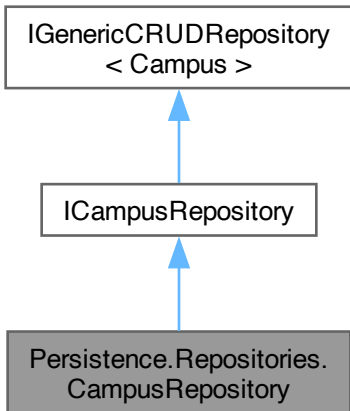 IGenericCRUDRepository
< Campus >
ICampusRepository
Persistence.Repositories.
CampusRepository